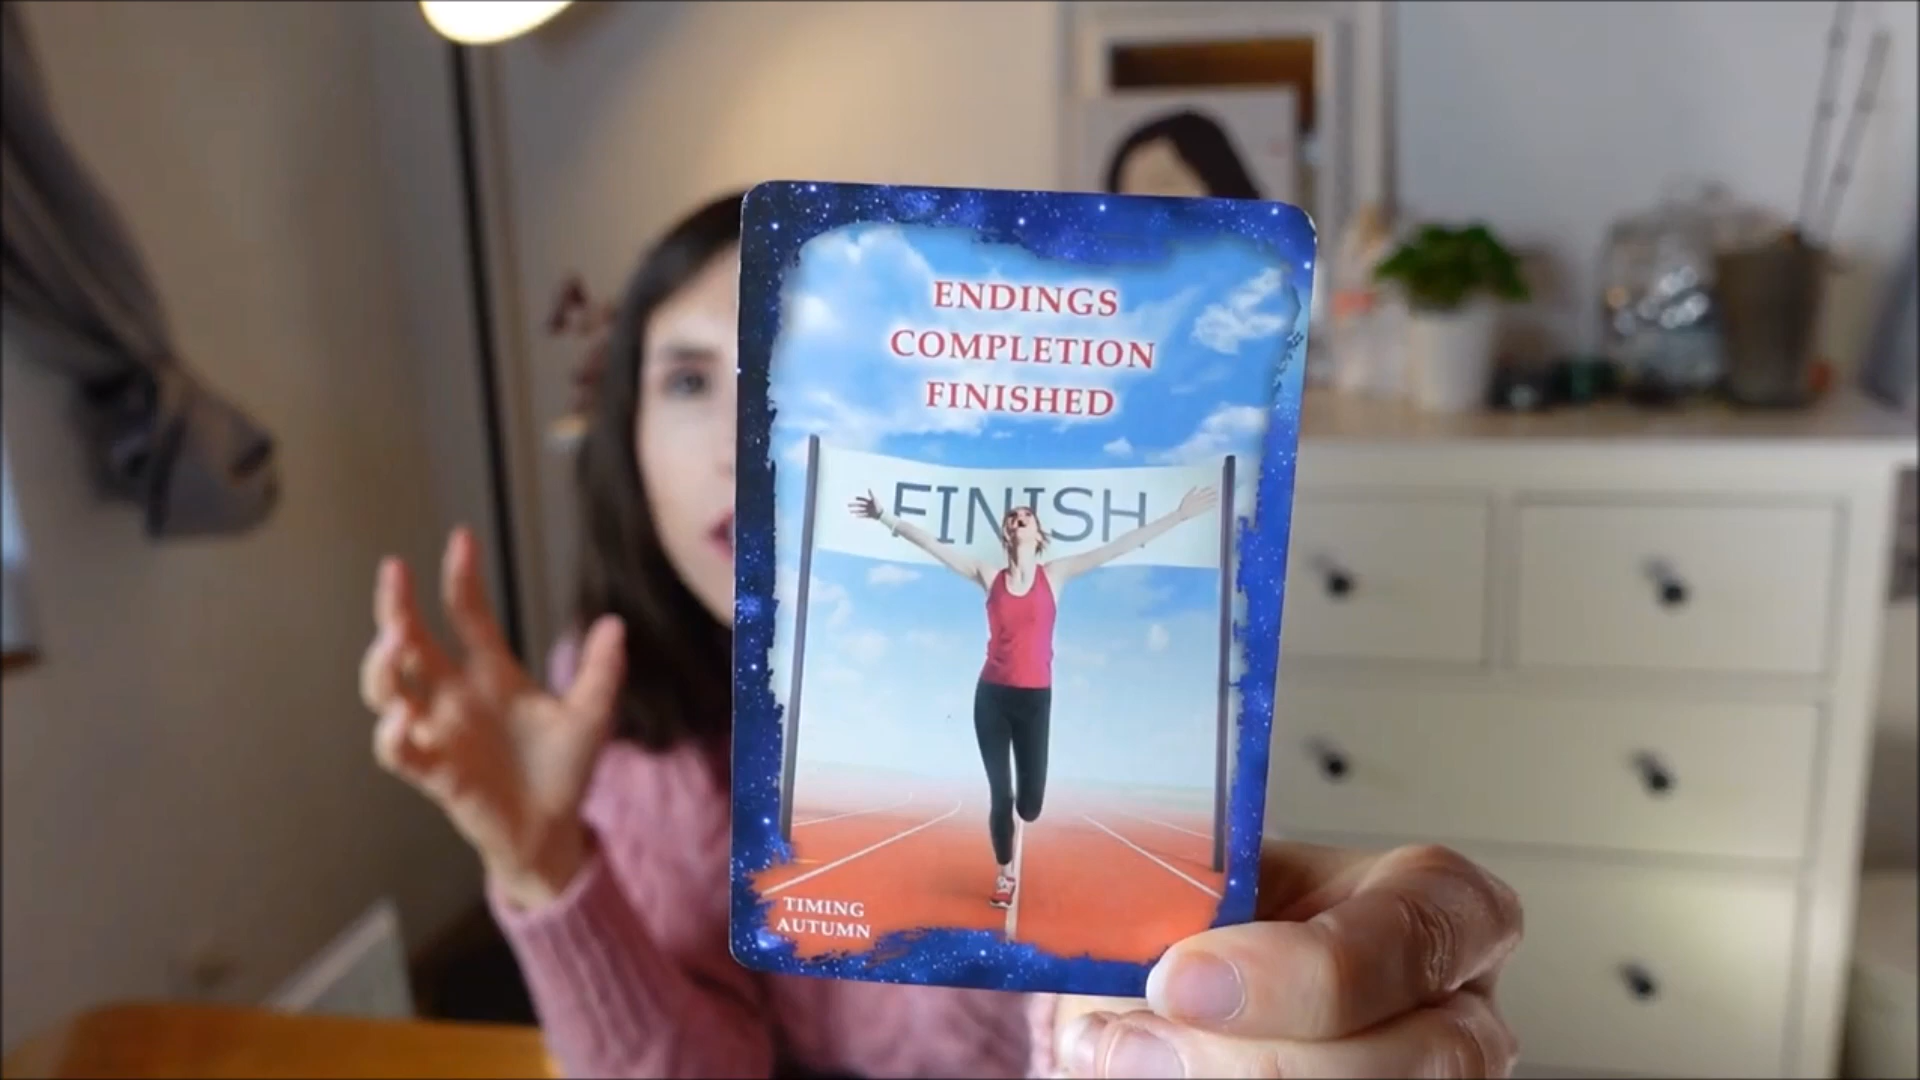 ENDINGS
COMPLETION
FINISHED
FINISH
TIMING
AUTUMN